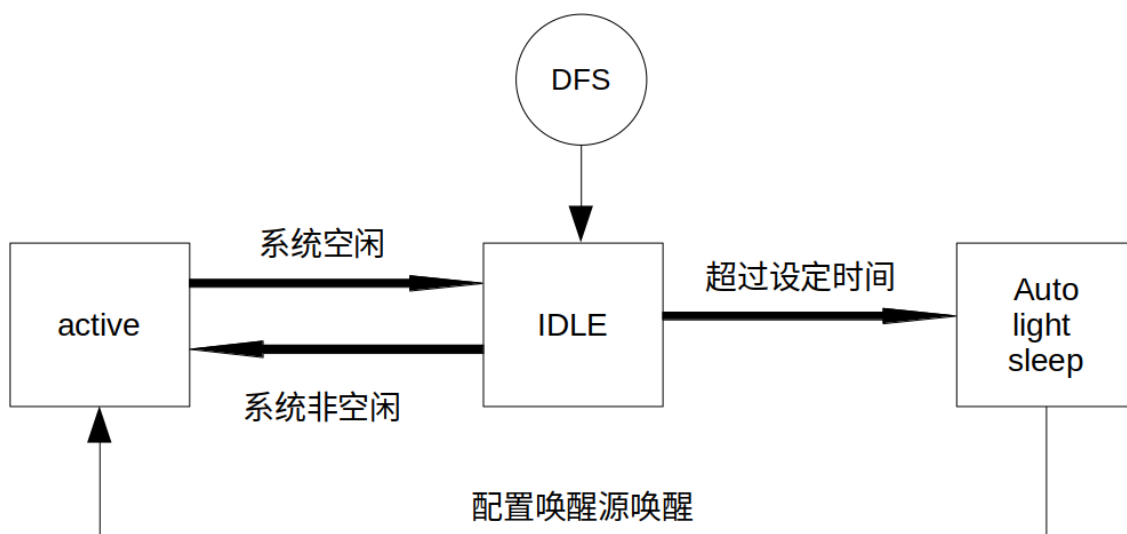 DFS
系统空闲
超过设定时间
active
IDLE
Auto
light
sleep
系统非空闲
配置唤醒源唤醒